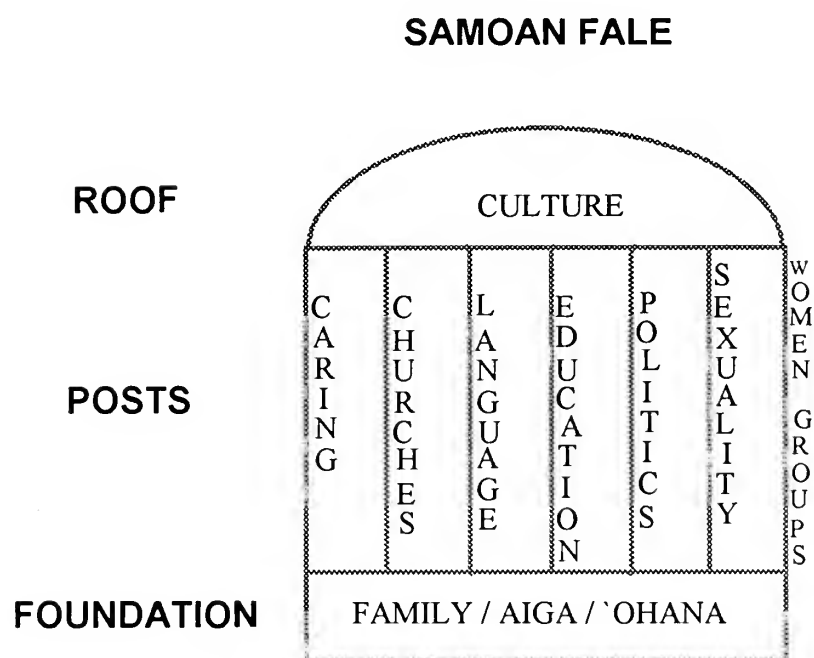 SAMOAN FALE
ROOF
CULTURE
POSTS
CARING
CHURCHES
LANGUAGE
EDUCATION
POLITICS
SEXUALITY
WOMEN GROUPS
FOUNDATION
FAMILY / AIGA / `OHANA